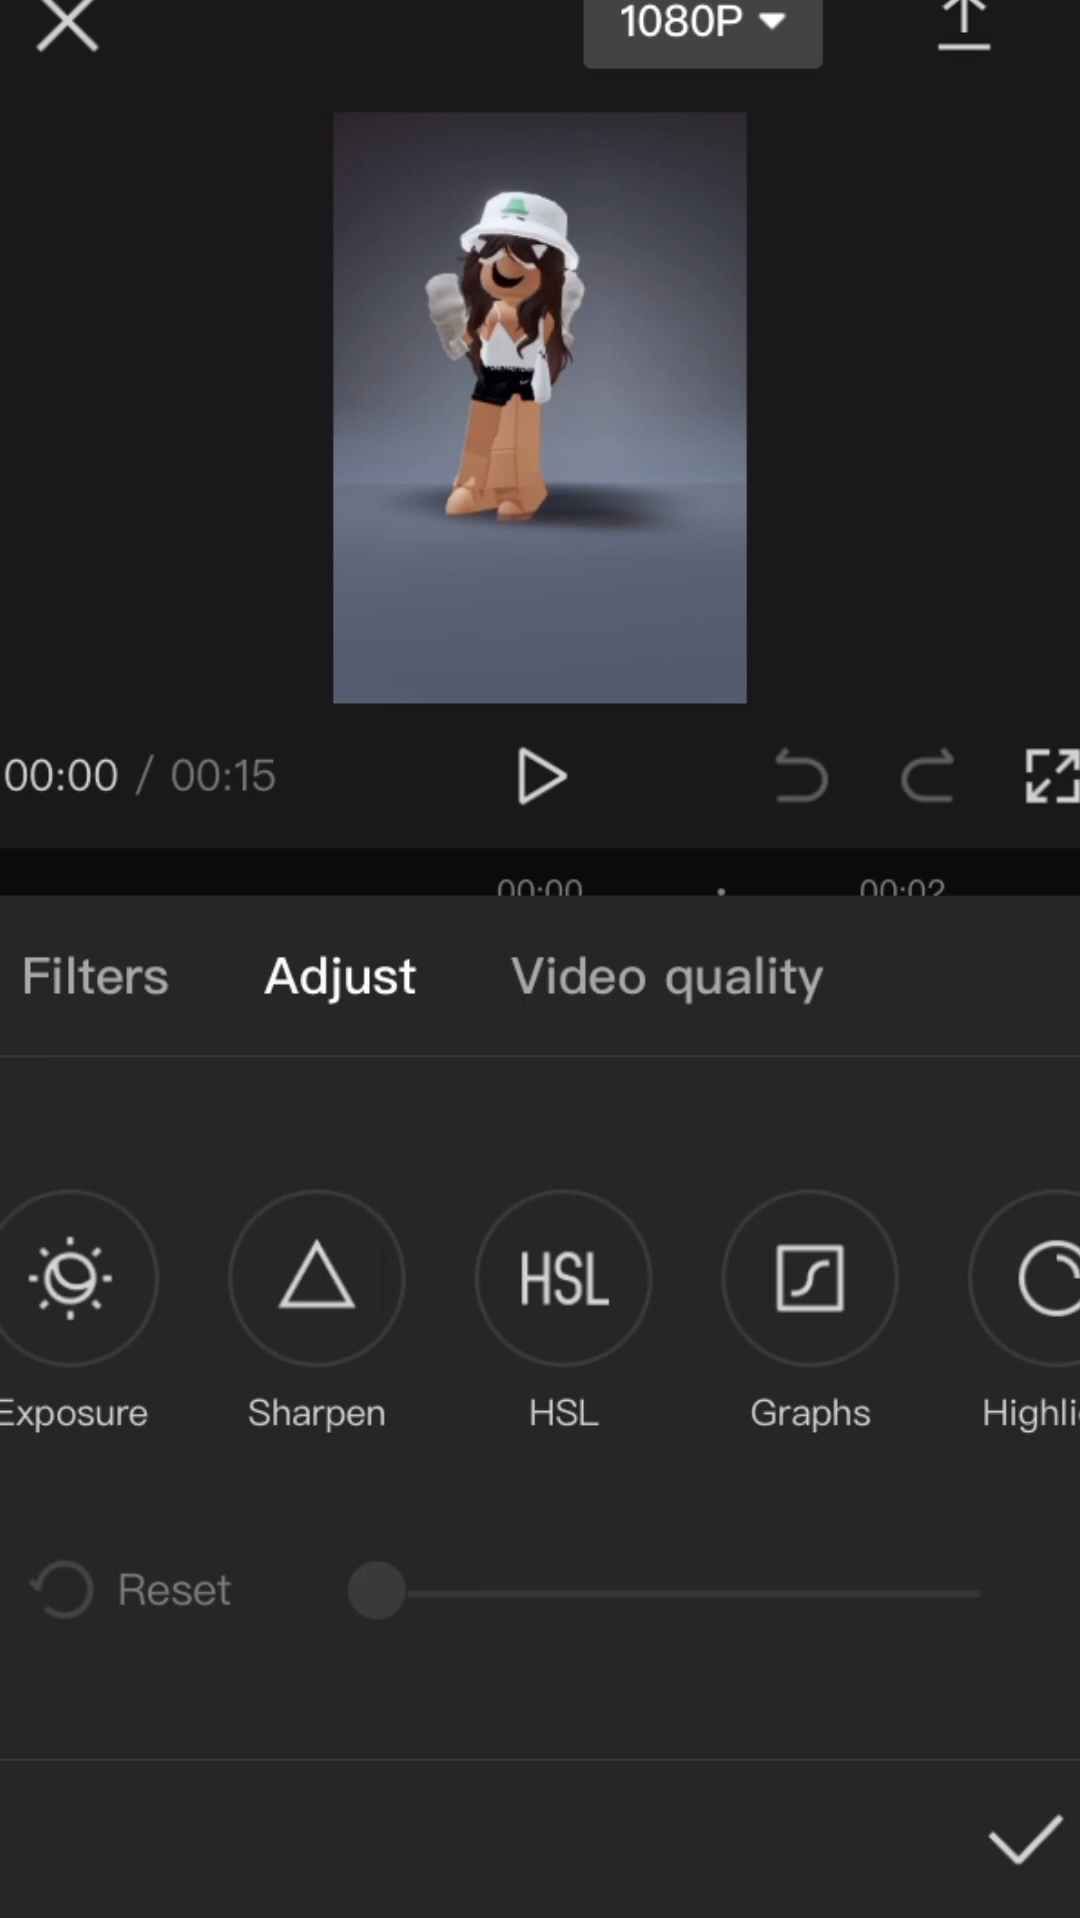 1080P
00:00 / 00:15
00:00 00:02
Filters Adjust Video quality
HSL
Exposure Sharpen HSL Graphs Highli
Reset